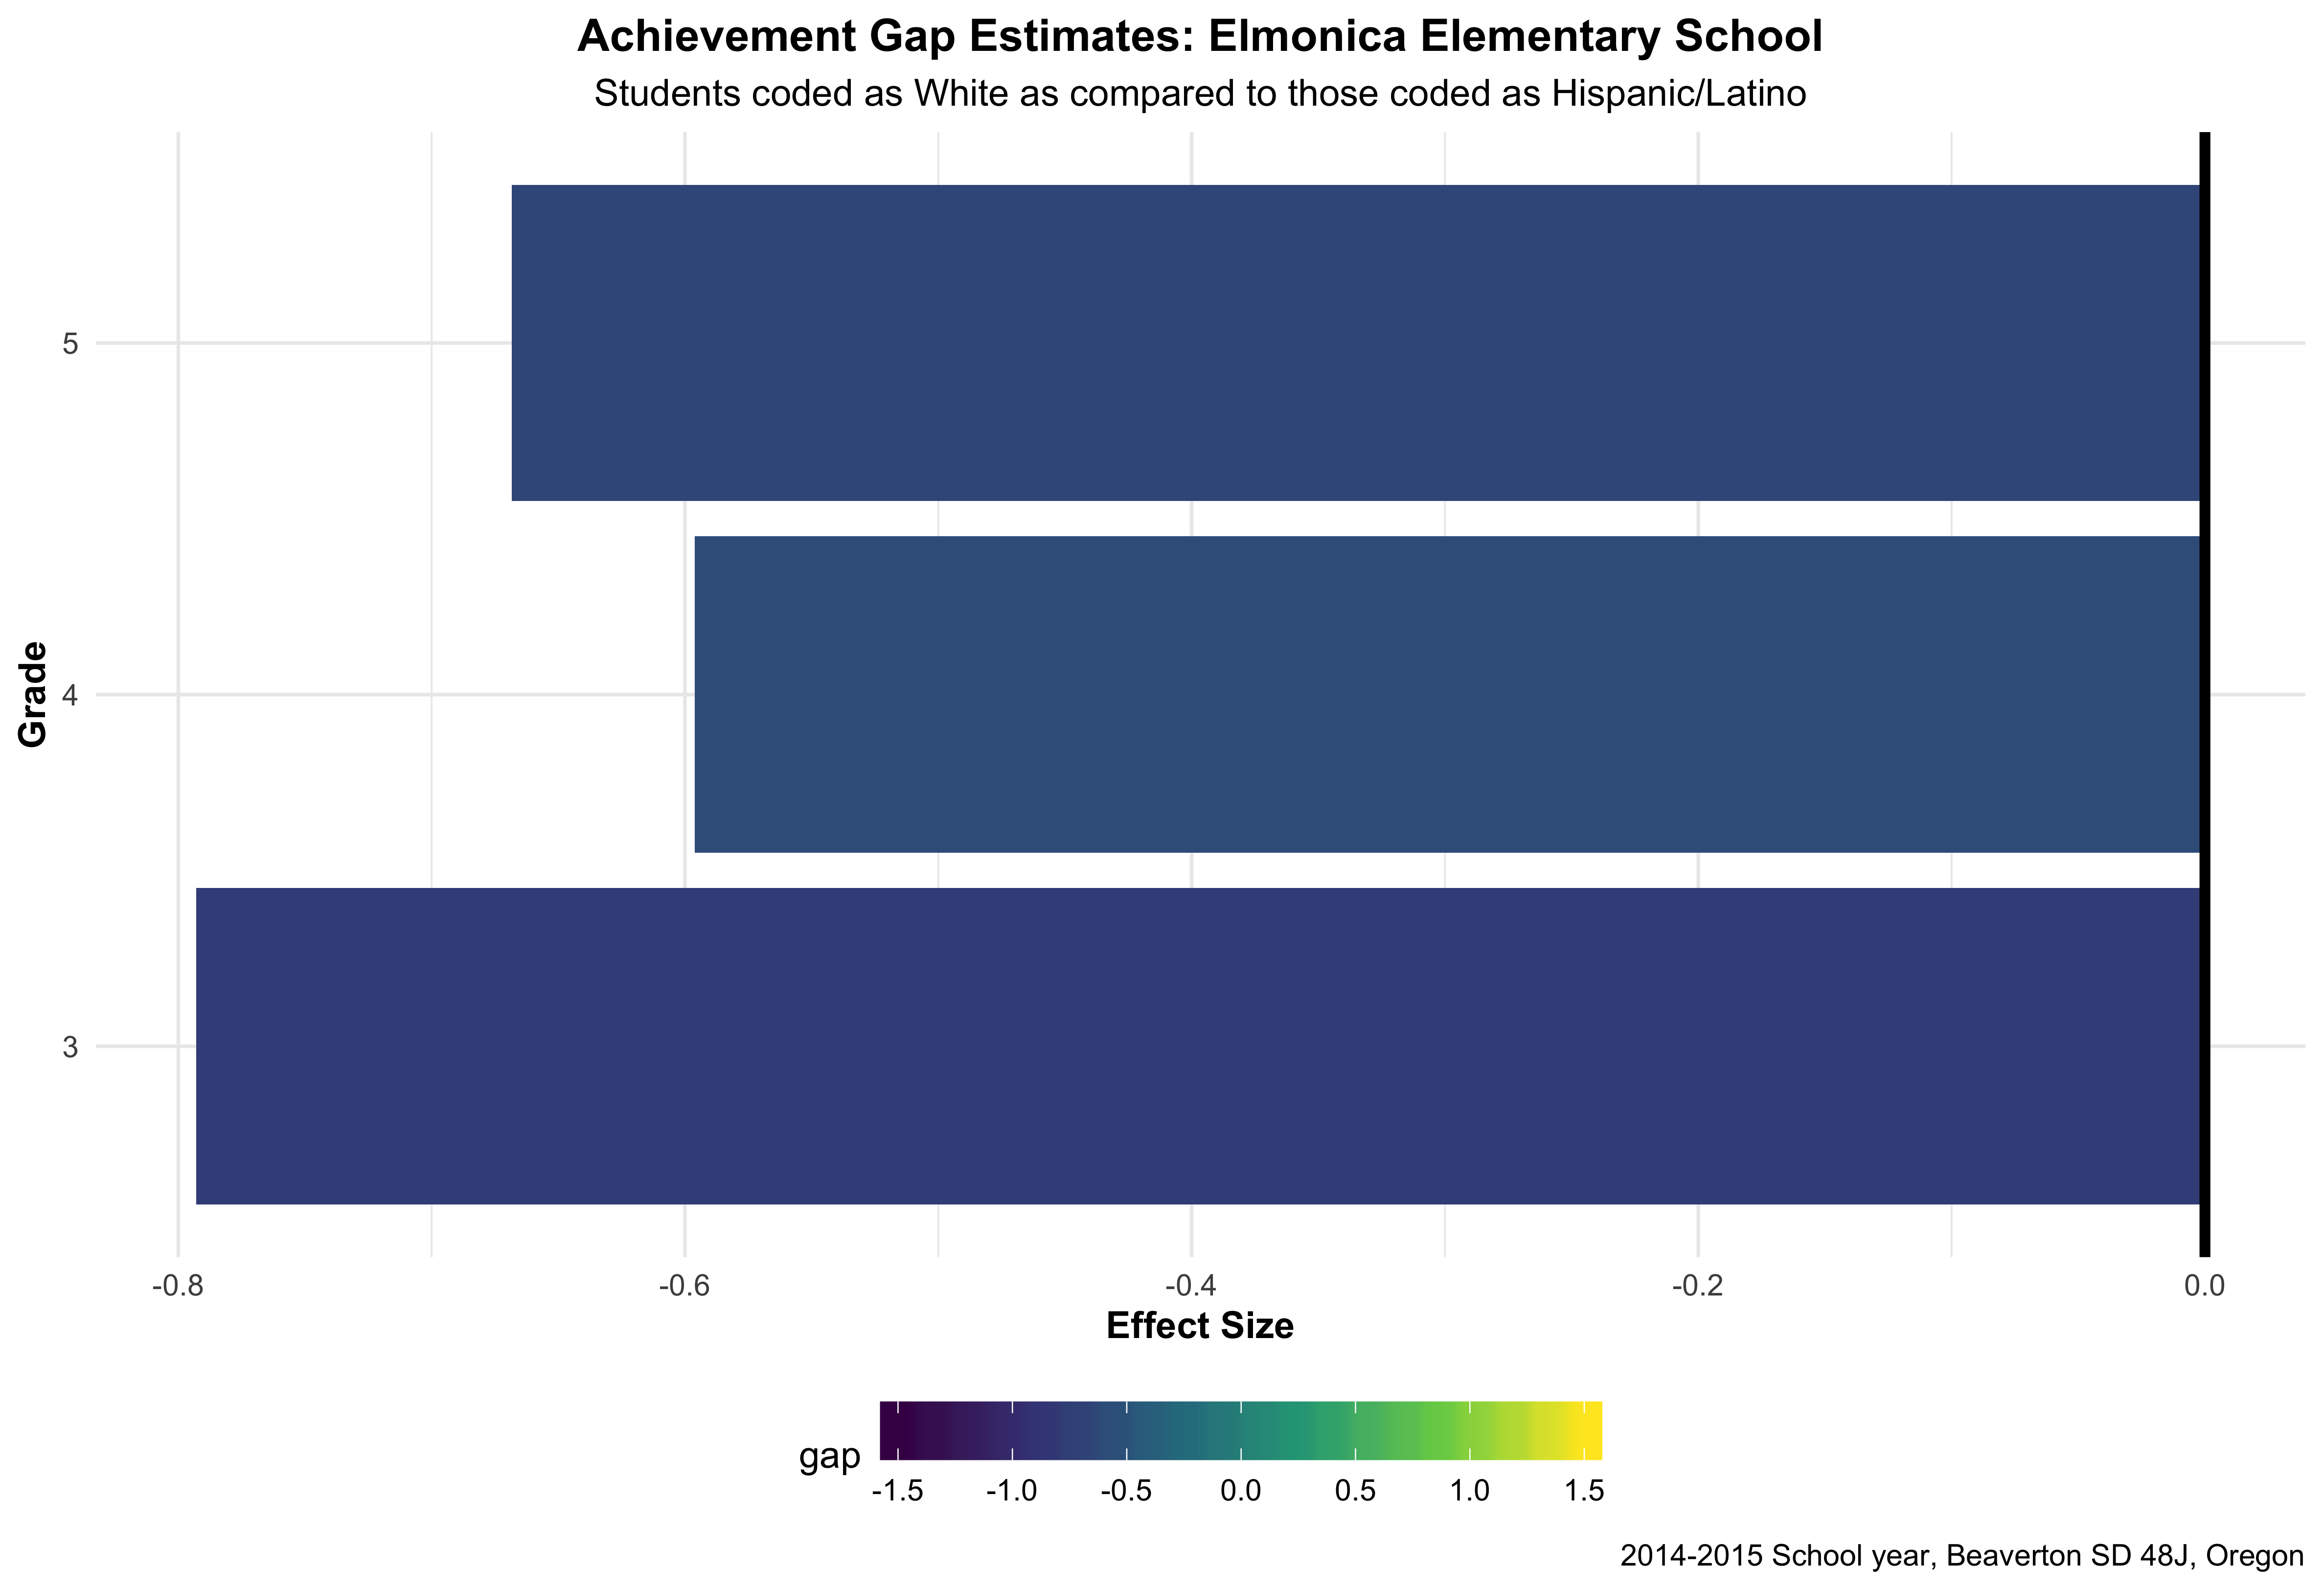 Achievement Gap Estimates: Elmonica Elementary School
Students coded as White as compared to those coded as Hispanic/Latino
Grade
5
4
3
-0.8 -0.6 -0.4 -0.2 0.0
Effect Size
gap
-1.5 -1.0 -0.5 0.0 0.5 1.0 1.5
2014-2015 School year, Beaverton SD 48J, Oregon